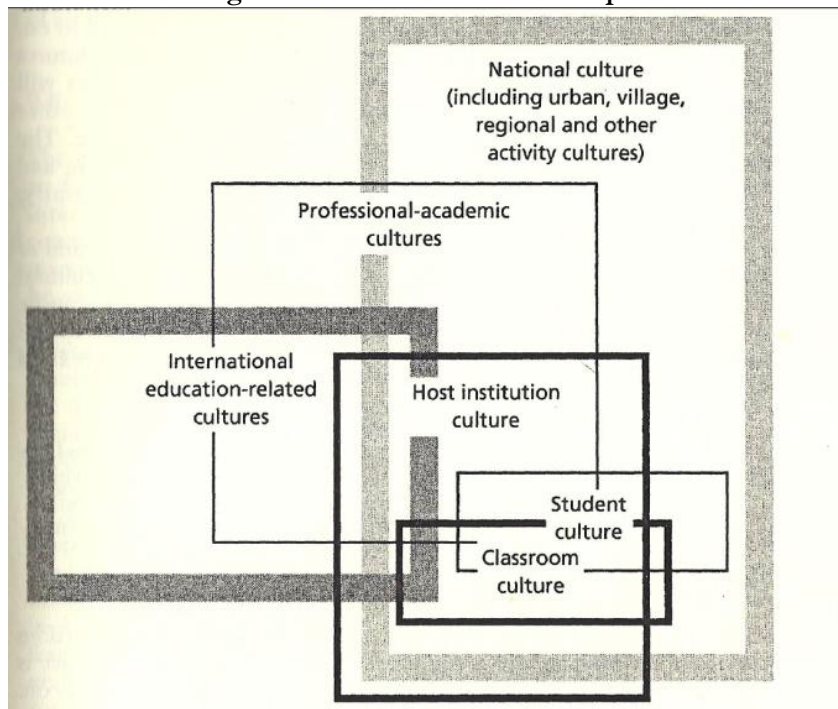 National culture
(including urban, village,
regional and other
activity cultures)
Professional-academic
cultures
International
education-related
cultures
Host institution
culture
Student
culture
Classroom
culture